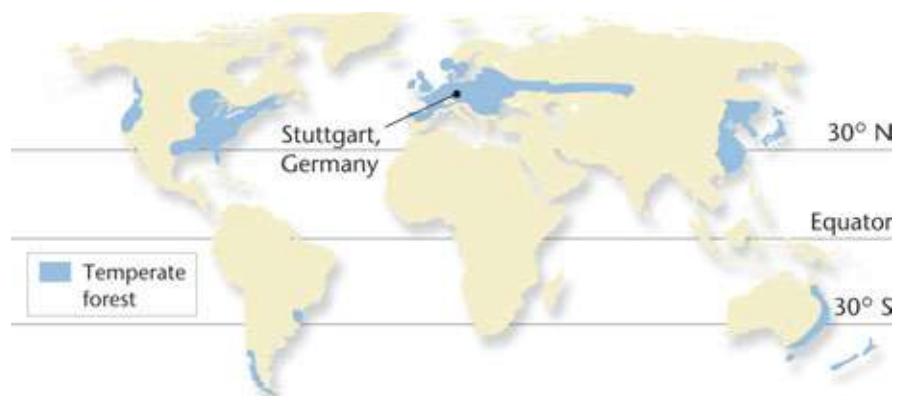 Stuttgart,
Germany
30° N
Equator
Temperate
forest
30° S